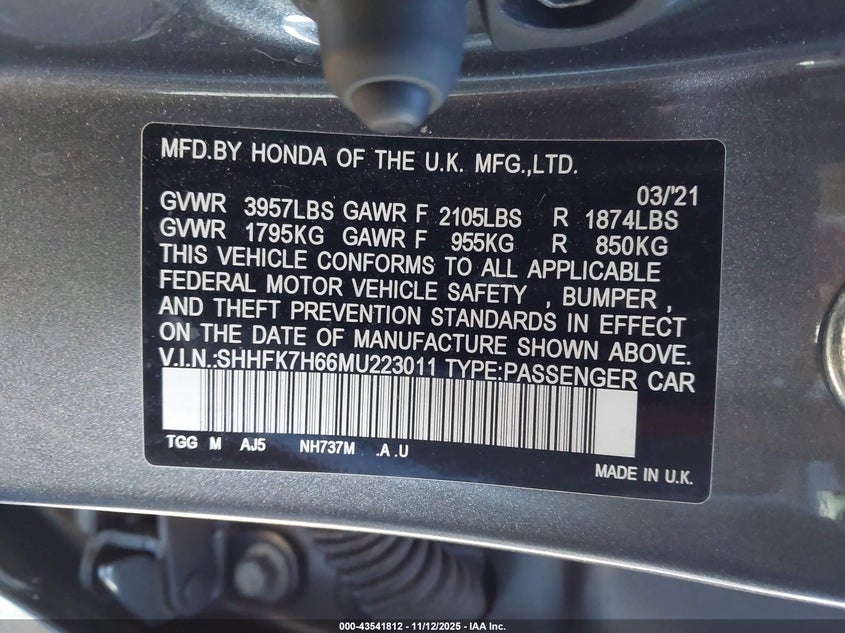 MFD.BY HONDA OF THE U.K. MFG.,LTD.
03/'21
GVWR 3957LBS GAWR F 2105LBS R 1874LBS
GVWR 1795KG GAWR F 955KG R 850KG
THIS VEHICLE CONFORMS TO ALL APPLICABLE
FEDERAL MOTOR VEHICLE SAFETY , BUMPER ,
AND THEFT PREVENTION STANDARDS IN EFFECT
ON THE DATE OF MANUFACTURE SHOWN ABOVE.
V.I.N.:SHHFK7H66MU223011 TYPE:PASSENGER CAR
TGG M AJ5 NH737M .A .U
MADE IN U.K.
000-43541812 - 11/12/2025 - IAA Inc.